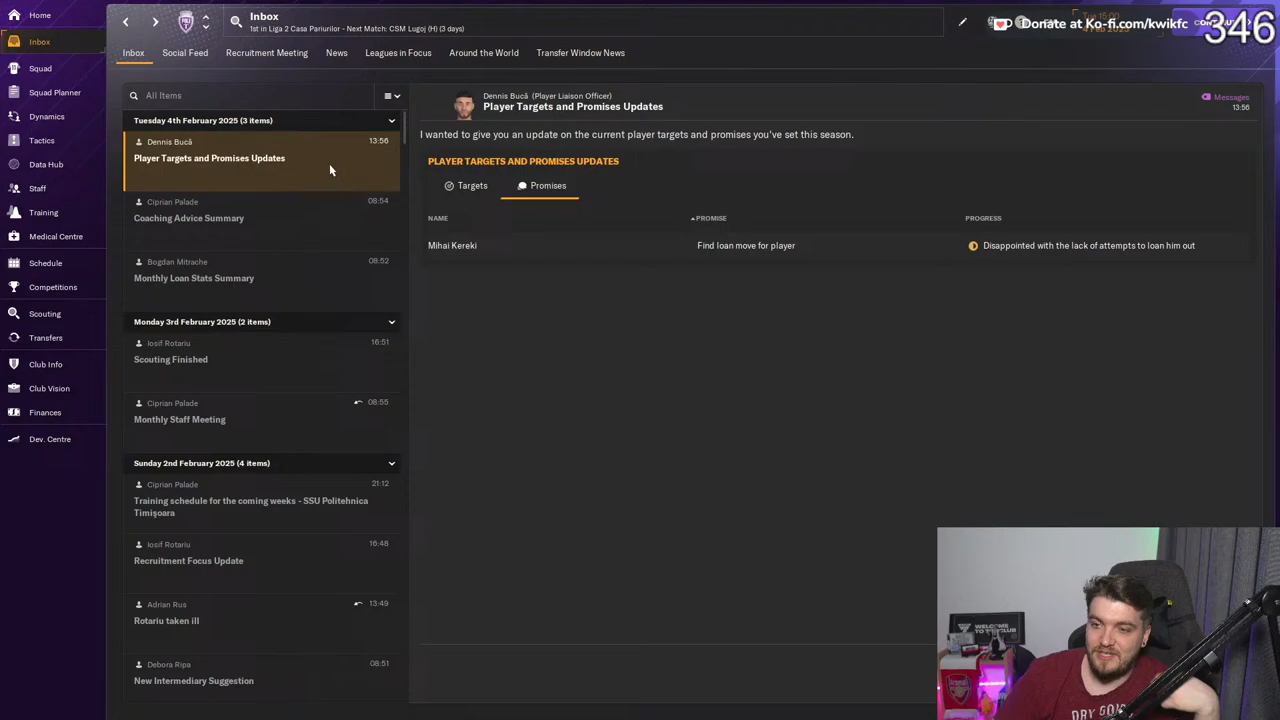 Home
Inbox
Squad
Squad Planner
Dynamics
Tactics
Data Hub
Staff
Training
Medical Centre
Schedule
Competitions
Scouting
Transfers
Club Info
Club Vision
Finances
Dev. Centre
Inbox
1st in Liga 2 Casa Pariurilor - Next Match: CSM Lugoj (H) (3 days)
Donate at Ko-fi.com/kwikfc
346
Inbox
Social Feed
Recruitment Meeting
News
Leagues in Focus
Around the World
Transfer Window News
All Items
Tuesday 4th February 2025 (3 items)
Dennis Bucă
13:56
Player Targets and Promises Updates
Ciprian Palade
08:54
Coaching Advice Summary
Bogdan Mitrache
08:52
Monthly Loan Stats Summary
Monday 3rd February 2025 (2 items)
Iosif Rotariu
16:51
Scouting Finished
Ciprian Palade
08:55
Monthly Staff Meeting
Sunday 2nd February 2025 (4 items)
Ciprian Palade
21:12
Training schedule for the coming weeks - SSU Politehnica
Timişoara
Iosif Rotariu
16:48
Recruitment Focus Update
Adrian Rus
13:49
Rotariu taken ill
Debora Ripa
08:51
New Intermediary Suggestion
Dennis Bucă (Player Liaison Officer)
Player Targets and Promises Updates
Messages
13:56
I wanted to give you an update on the current player targets and promises you've set this season.
PLAYER TARGETS AND PROMISES UPDATES
Targets
Promises
NAME
PROMISE
PROGRESS
Mihai Kereki
Find loan move for player
Disappointed with the lack of attempts to loan him out